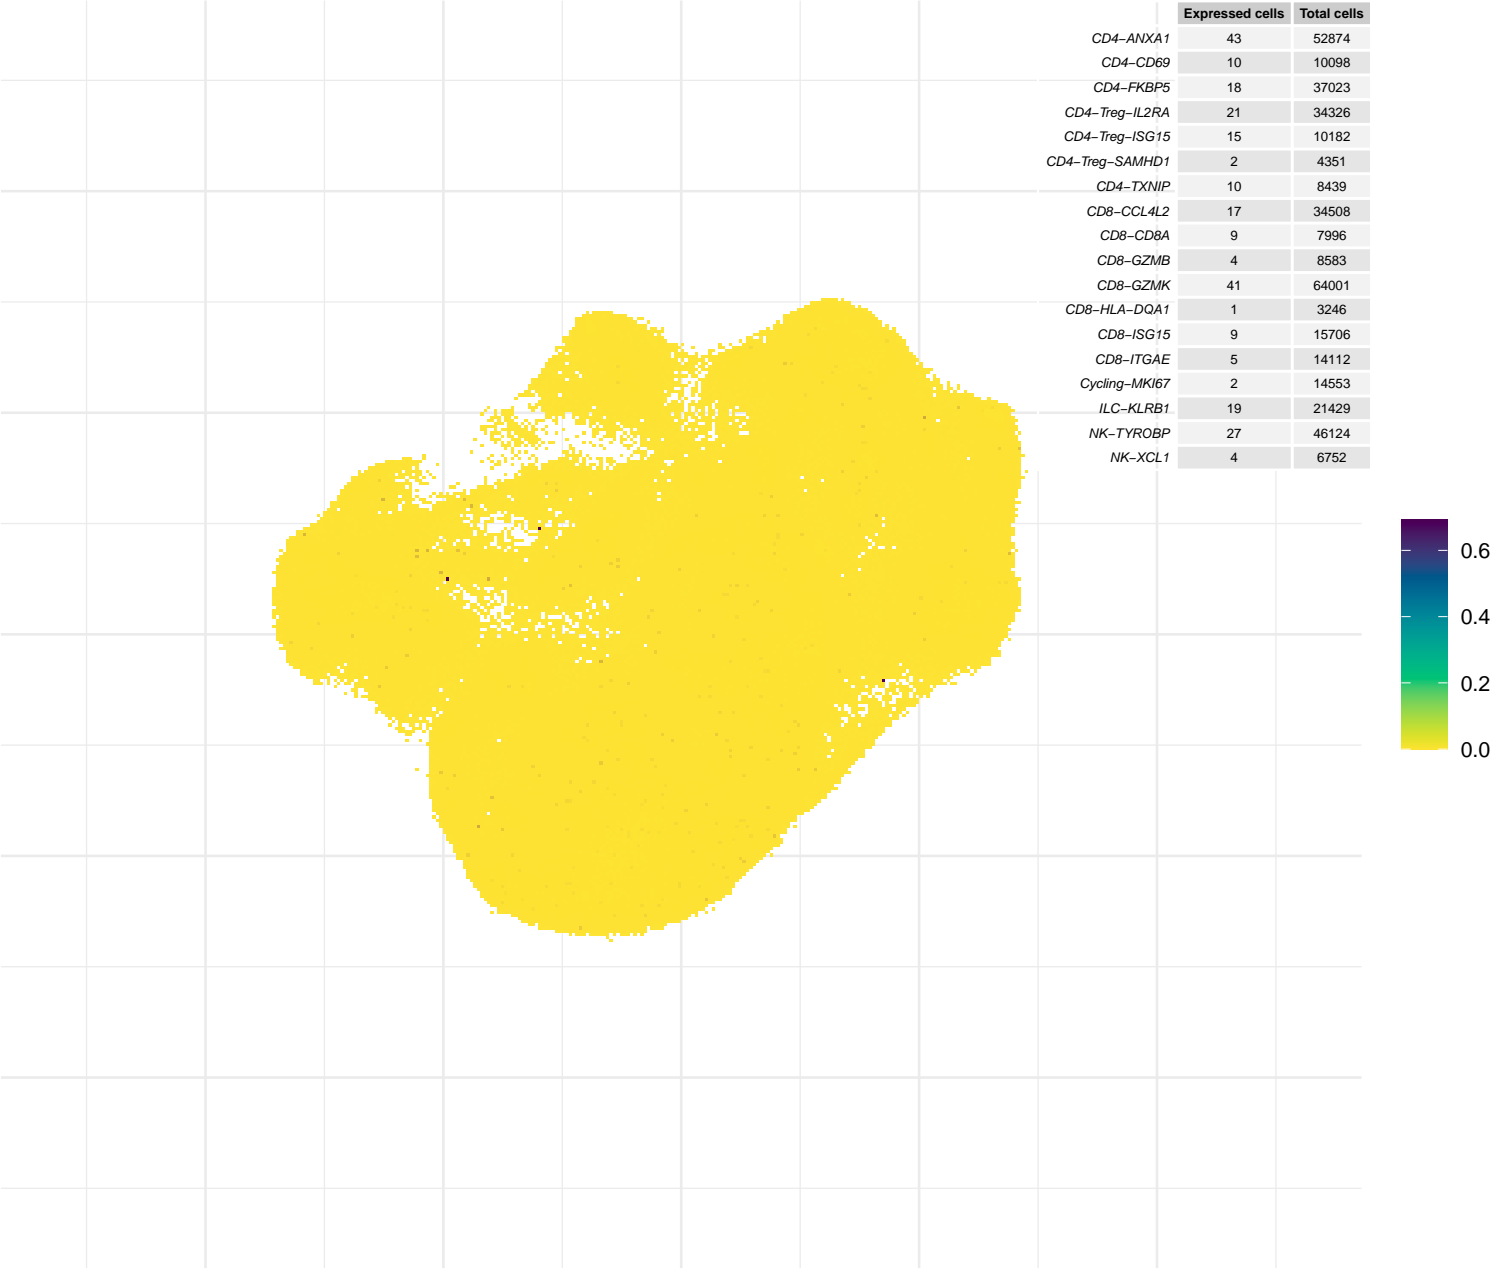 Expressed cells Total cells
CD4−ANXA1 43 52874
CD4−CD69 10 10098
CD4−FKBP5 18 37023
CD4−Treg−IL2RA 21 34326
CD4−Treg−ISG15 15 10182
CD4−Treg−SAMHD1 2 4351
CD4−TXNIP 10 8439
CD8−CCL4L2 17 34508
CD8−CD8A 9 7996
CD8−GZMB 4 8583
CD8−GZMK 41 64001
CD8−HLA−DQA1 1 3246
CD8−ISG15 9 15706
CD8−ITGAE 5 14112
Cycling−MKI67 2 14553
ILC−KLRB1 19 21429
NK−TYROBP 27 46124
NK−XCL1 4 6752
0.6
0.4
0.2
0.0